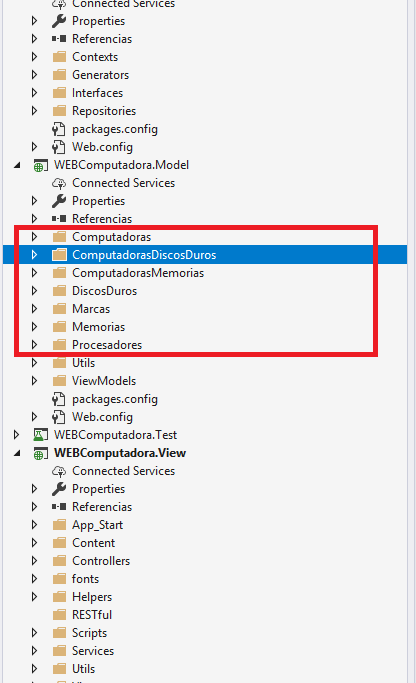 Connected Services
Properties
Referencias
Contexts
Generators
Interfaces
Repositories
packages.config
Web.config
WEBComputadora.Model
Connected Services
Properties
Referencias
Computadoras
ComputadorasDiscosDuros
ComputadorasMemorias
DiscosDuros
Marcas
Memorias
Procesadores
Utils
ViewModels
packages.config
Web.config
WEBComputadora.Test
WEBComputadora.View
Connected Services
Properties
Referencias
App_Start
Content
Controllers
fonts
Helpers
RESTful
Scripts
Services
Utils